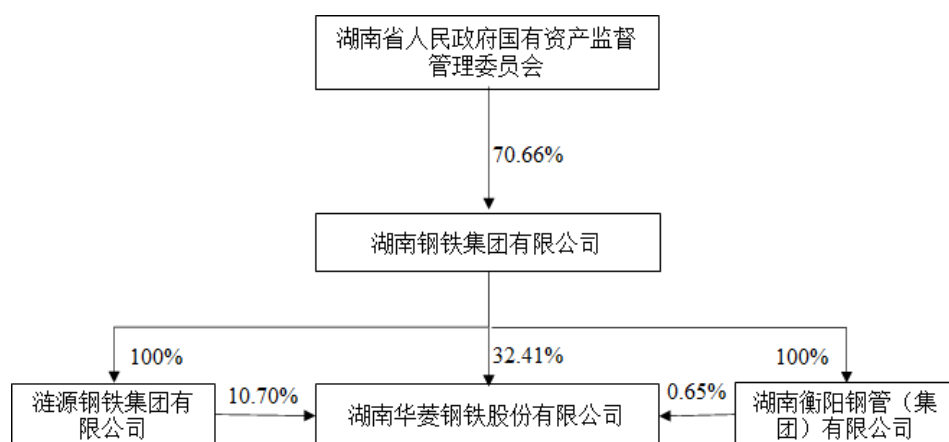 湖南省人民政府国有资产监督
管理委员会
70.66%
湖南钢铁集团有限公司
100%
32.41%
100%
涟源钢铁集团有
限公司
10.70%
湖南华菱钢铁股份有限公司
0.65%
湖南衡阳钢管（集
团）有限公司